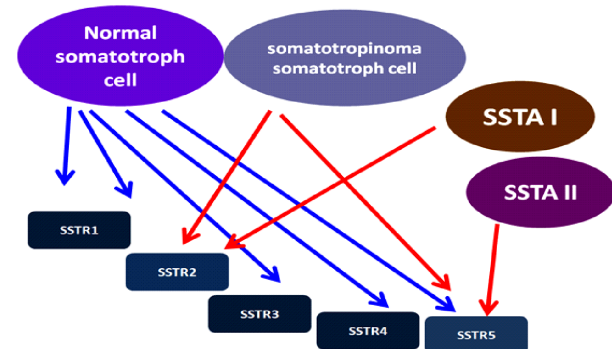 Normal
somatotroph
cell
somatotropinoma
somatotroph cell
SSTA I
SSTA II
SSTR1
SSTR2
SSTR3
SSTR4
SSTR5